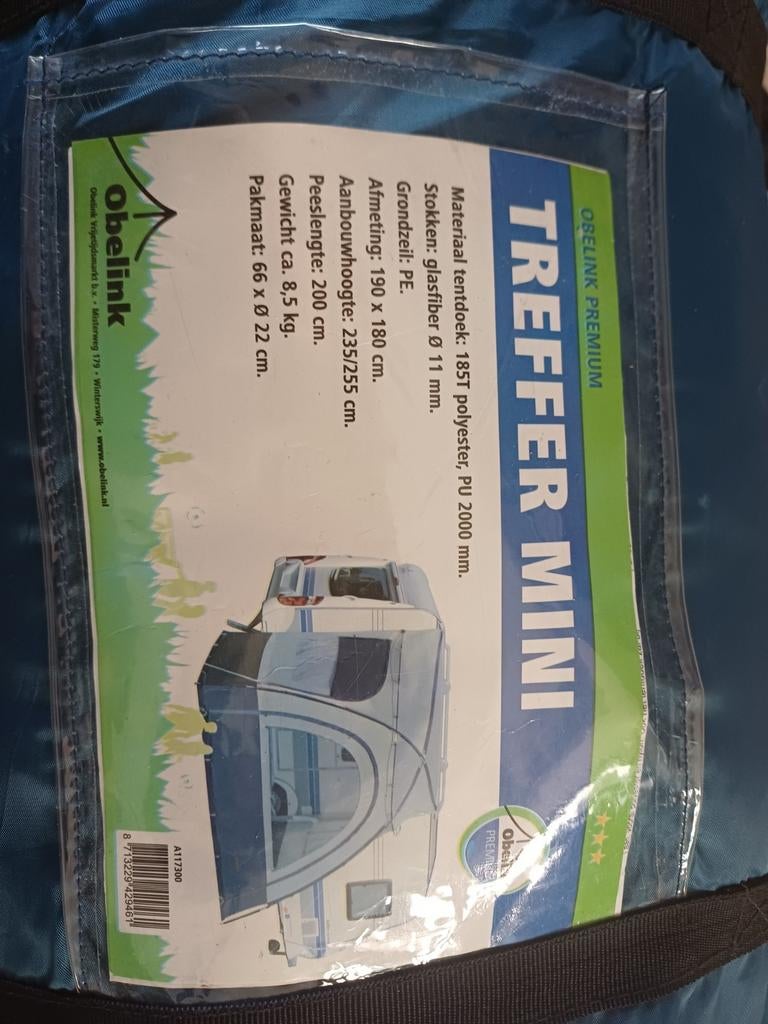 OBELINK PREMIUM
TREFFER MINI
Materiaal tentdoek: 185T polyester, PU 2000 mm.
Stokken: glasfiber Ø 11 mm.
Grondzeil: PE.
Afmeting: 190 x 180 cm.
Aanbouwhoogte: 235/255 cm.
Peeslengte: 200 cm.
Gewicht ca. 8,5 kg.
Pakmaat: 66 x Ø 22 cm.
PREMIUM
Obelink
Obelink Vrijetijdsmarkt b.v. • Misterweg 179 • Winterswijk • www.obelink.nl
A117300
8 713229 429461